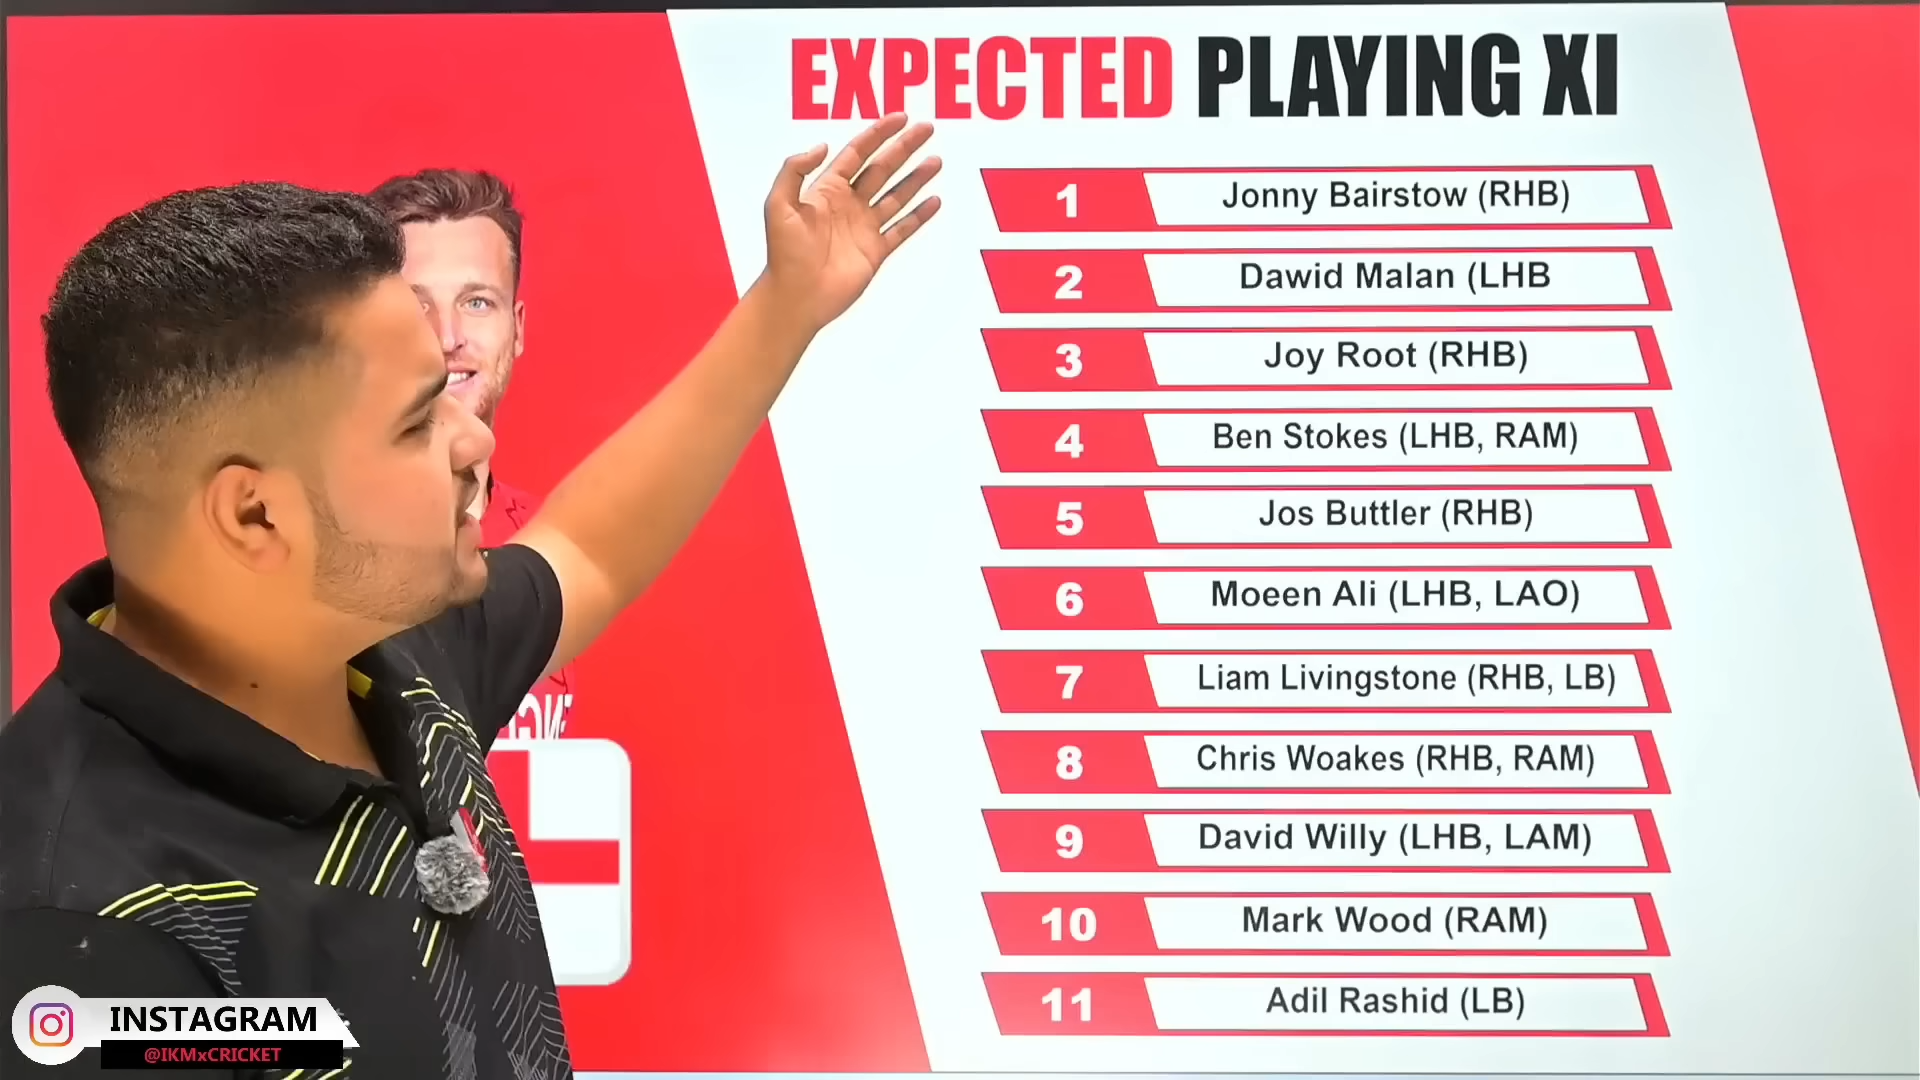 EXPECTED PLAYING XI
1 Jonny Bairstow (RHB)
2 Dawid Malan (LHB
3 Joy Root (RHB)
4 Ben Stokes (LHB, RAM)
5 Jos Buttler (RHB)
6 Moeen Ali (LHB, LAO)
7 Liam Livingstone (RHB, LB)
8 Chris Woakes (RHB, RAM)
9 David Willy (LHB, LAM)
10 Mark Wood (RAM)
11 Adil Rashid (LB)
INSTAGRAM
@IKMxCRICKET